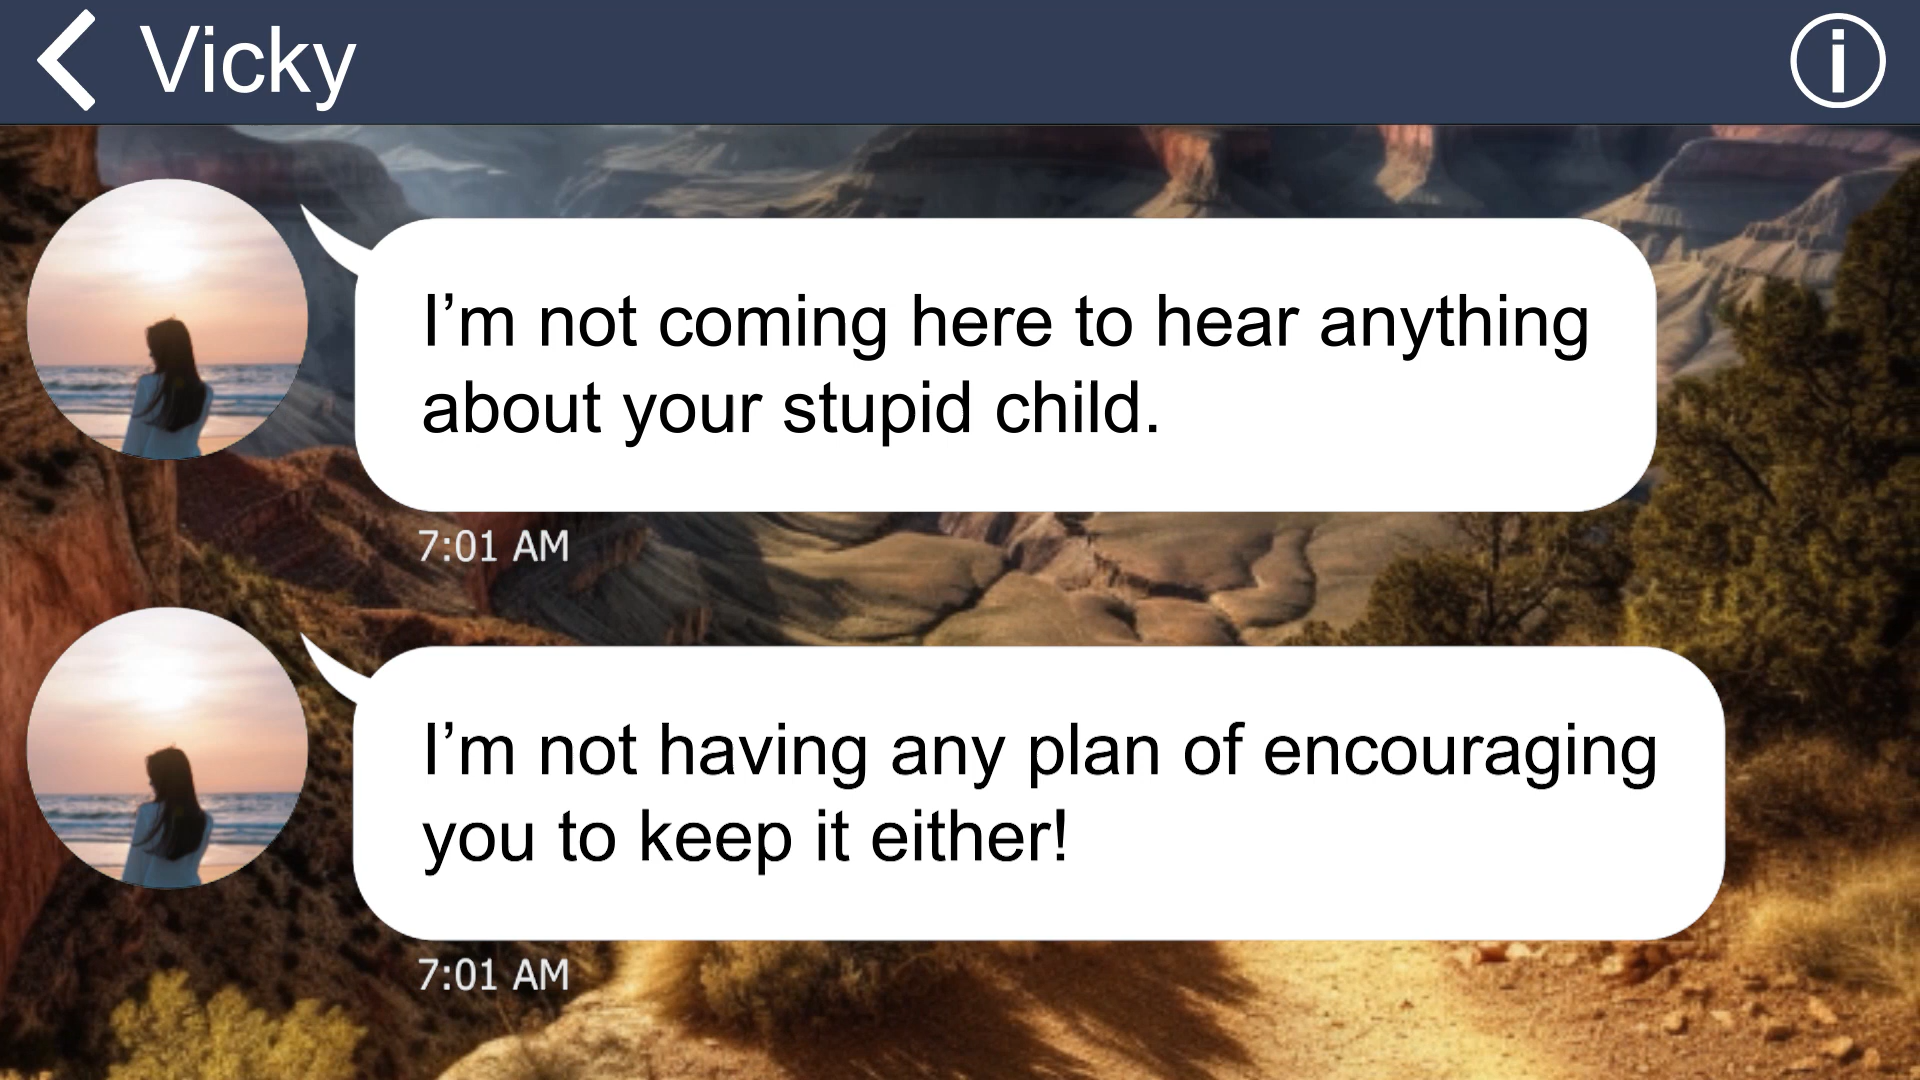 Vicky
I’m not coming here to hear anything
about your stupid child.
7:01 AM
I’m not having any plan of encouraging
you to keep it either!
7:01 AM